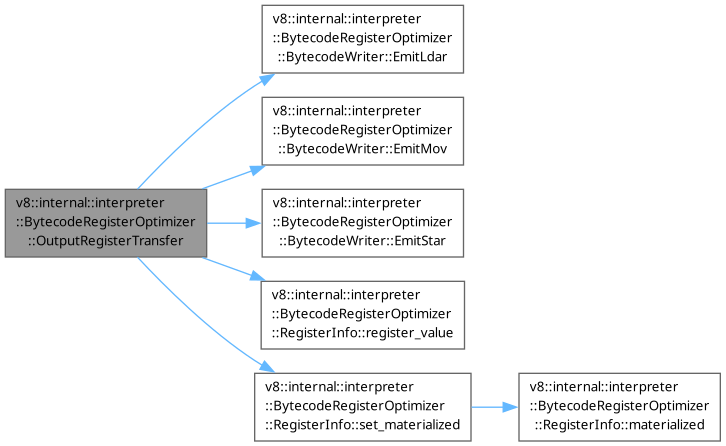 v8::internal::interpreter
::BytecodeRegisterOptimizer
::BytecodeWriter::EmitLdar
v8::internal::interpreter
::BytecodeRegisterOptimizer
::BytecodeWriter::EmitMov
v8::internal::interpreter
::BytecodeRegisterOptimizer
::OutputRegisterTransfer
v8::internal::interpreter
::BytecodeRegisterOptimizer
::BytecodeWriter::EmitStar
v8::internal::interpreter
::BytecodeRegisterOptimizer
::RegisterInfo::register_value
v8::internal::interpreter
::BytecodeRegisterOptimizer
::RegisterInfo::set_materialized
v8::internal::interpreter
::BytecodeRegisterOptimizer
::RegisterInfo::materialized